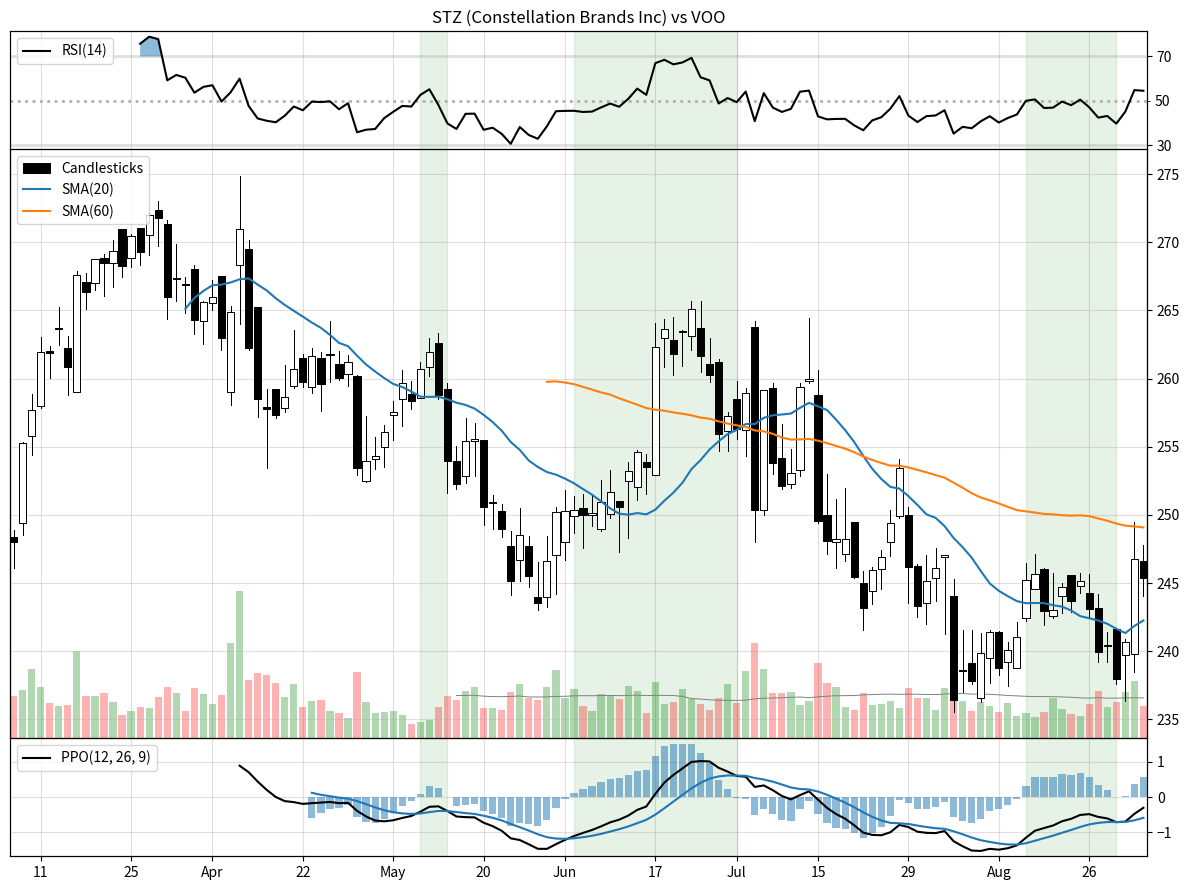 STZ (Constellation Brands Inc) vs VOO
RSI(14)
70
50
30
Candlesticks
SMA(20)
SMA(60)
275
270
265
260
255
250
245
240
235
PPO(12, 26, 9)
1
0
−1
11 25 Apr 22 May 20 Jun 17 Jul 15 29 Aug 26